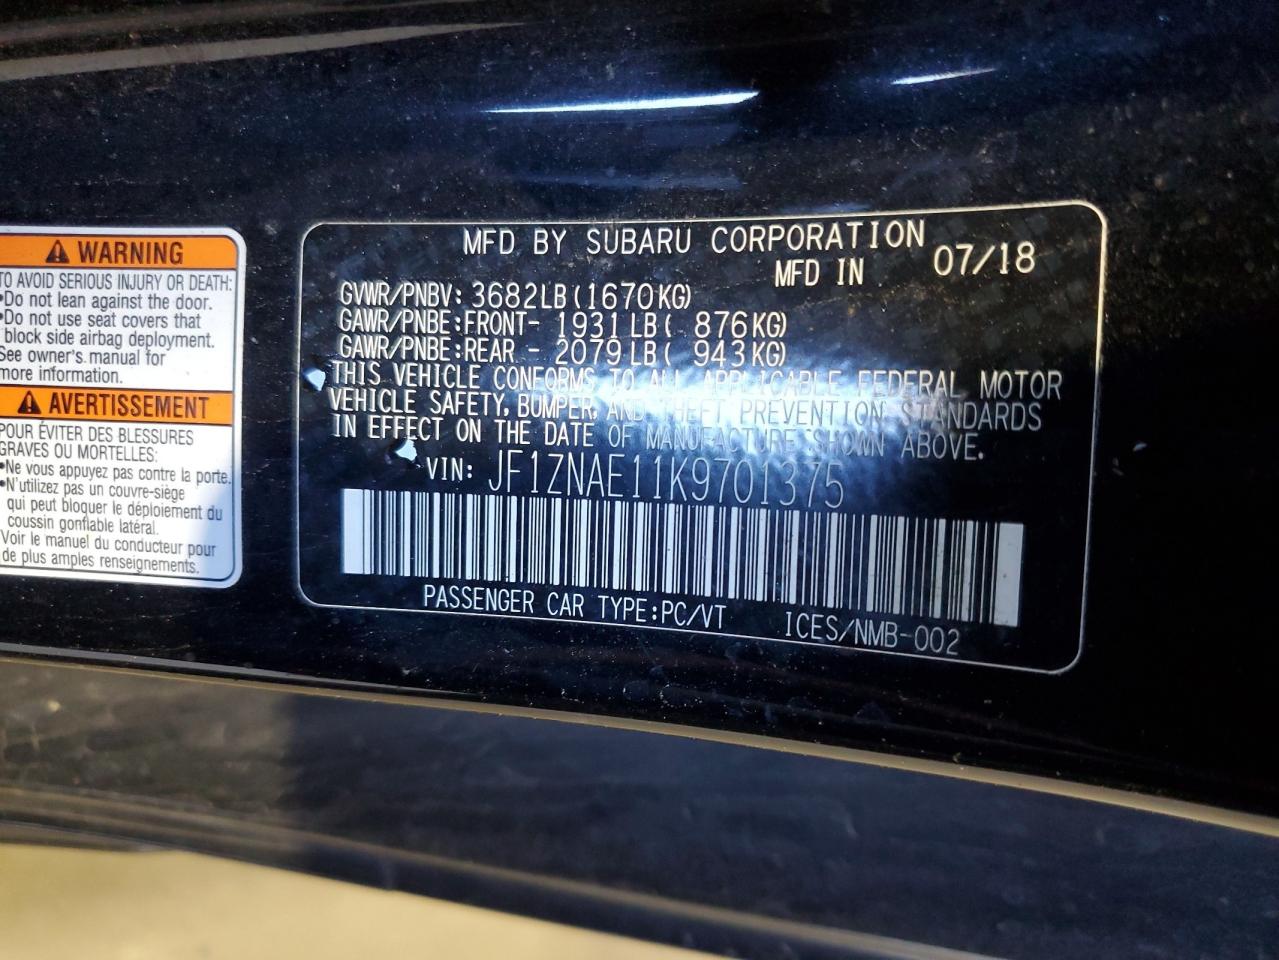 WARNING
TO AVOID SERIOUS INJURY OR DEATH:
•Do not lean against the door.
•Do not use seat covers that
block side airbag deployment.
See owner's manual for
more information.
AVERTISSEMENT
POUR ÉVITER DES BLESSURES
GRAVES OU MORTELLES:
•Ne vous appuyez pas contre la porte.
•N'utilizez pas un couvre-siége
qui peut bloquer le déploiement du
coussin gonflable latéral.
Voir le manuel du conducteur pour
de plus amples renseignements.
MFD BY SUBARU CORPORATION
MFD IN 07/18
GVWR/PNBV: 3682LB(1670KG)
GAWR/PNBE:FRONT- 1931LB( 876KG)
GAWR/PNBE:REAR - 2079LB( 943KG)
THIS VEHICLE CONFORMS TO ALL APPLICABLE FEDERAL MOTOR
VEHICLE SAFETY, BUMPER, AND THEFT PREVENTION STANDARDS
IN EFFECT ON THE DATE OF MANUFACTURE SHOWN ABOVE.
VIN: JF1ZNAE11K9701375
PASSENGER CAR TYPE:PC/VT ICES/NMB-002